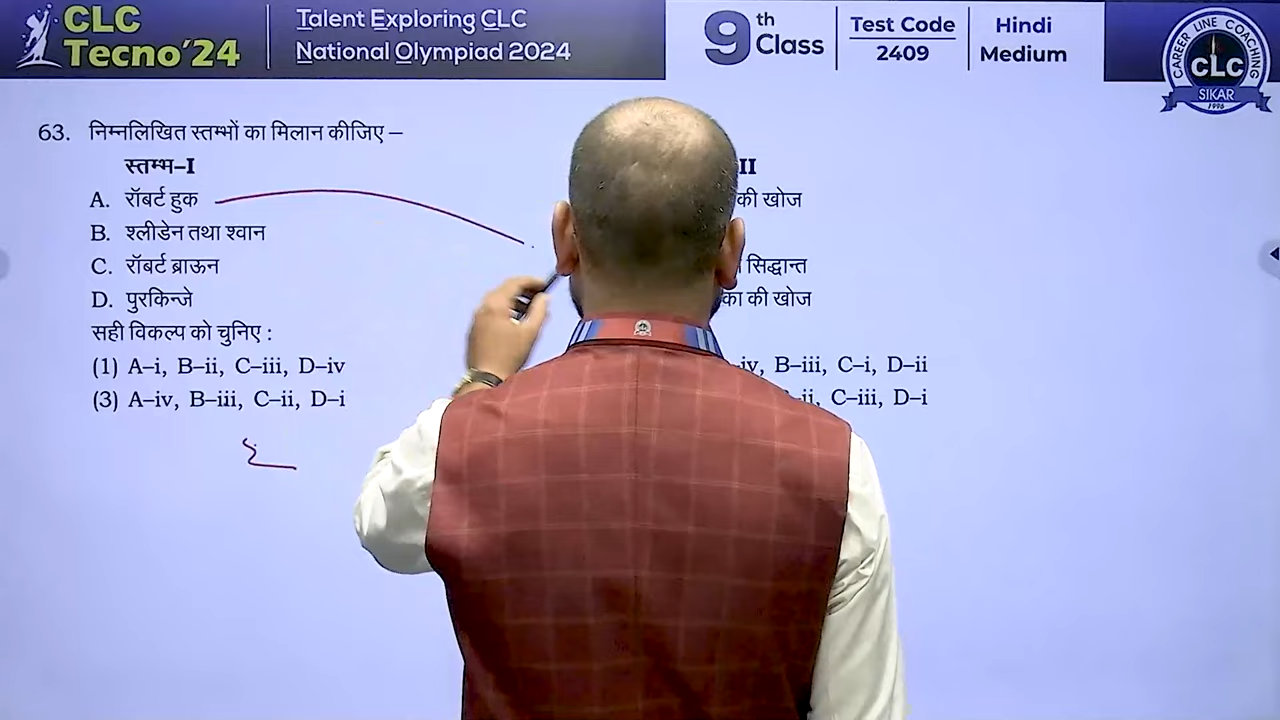 CLC
Tecno'24
Talent Exploring CLC
National Olympiad 2024
9th Class
Test Code
2409
Hindi
Medium
CAREER LINE COACHING
CLC
SIKAR
1996
63. निम्नलिखित स्तम्भों का मिलान कीजिए –
स्तम्भ–I II
A. रॉबर्ट हुक की खोज
B. श्लीडेन तथा श्वान
C. रॉबर्ट ब्राऊन सिद्धान्त
D. पुरकिन्जे का की खोज
सही विकल्प को चुनिए :
(1) A–i, B–ii, C–iii, D–iv –iv, B–iii, C–i, D–ii
(3) A–iv, B–iii, C–ii, D–i –ii, C–iii, D–i